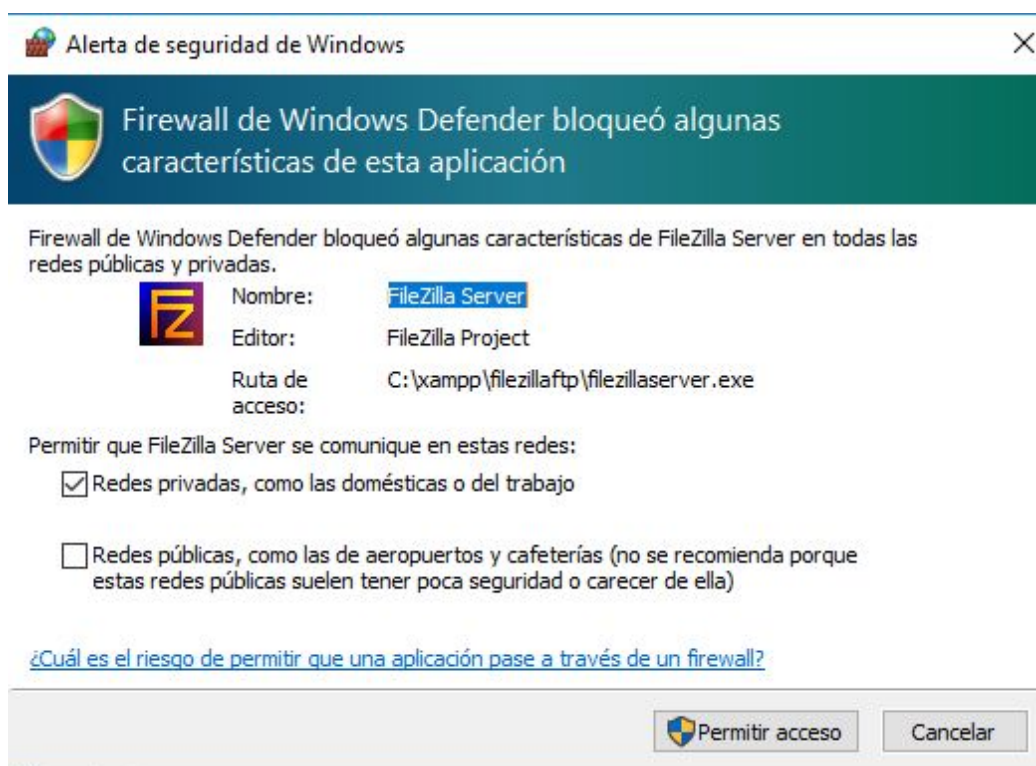 Alerta de seguridad de Windows
Firewall de Windows Defender bloqueó algunas
características de esta aplicación
Firewall de Windows Defender bloqueó algunas características de FileZilla Server en todas las
redes públicas y privadas.
FZ
Nombre: FileZilla Server
Editor: FileZilla Project
Ruta de C:\xampp\filezillaftp\filezillaserver.exe
acceso:
Permitir que FileZilla Server se comunique en estas redes:
Redes privadas, como las domésticas o del trabajo
Redes públicas, como las de aeropuertos y cafeterías (no se recomienda porque
estas redes públicas suelen tener poca seguridad o carecer de ella)
¿Cuál es el riesgo de permitir que una aplicación pase a través de un firewall?
Permitir acceso Cancelar